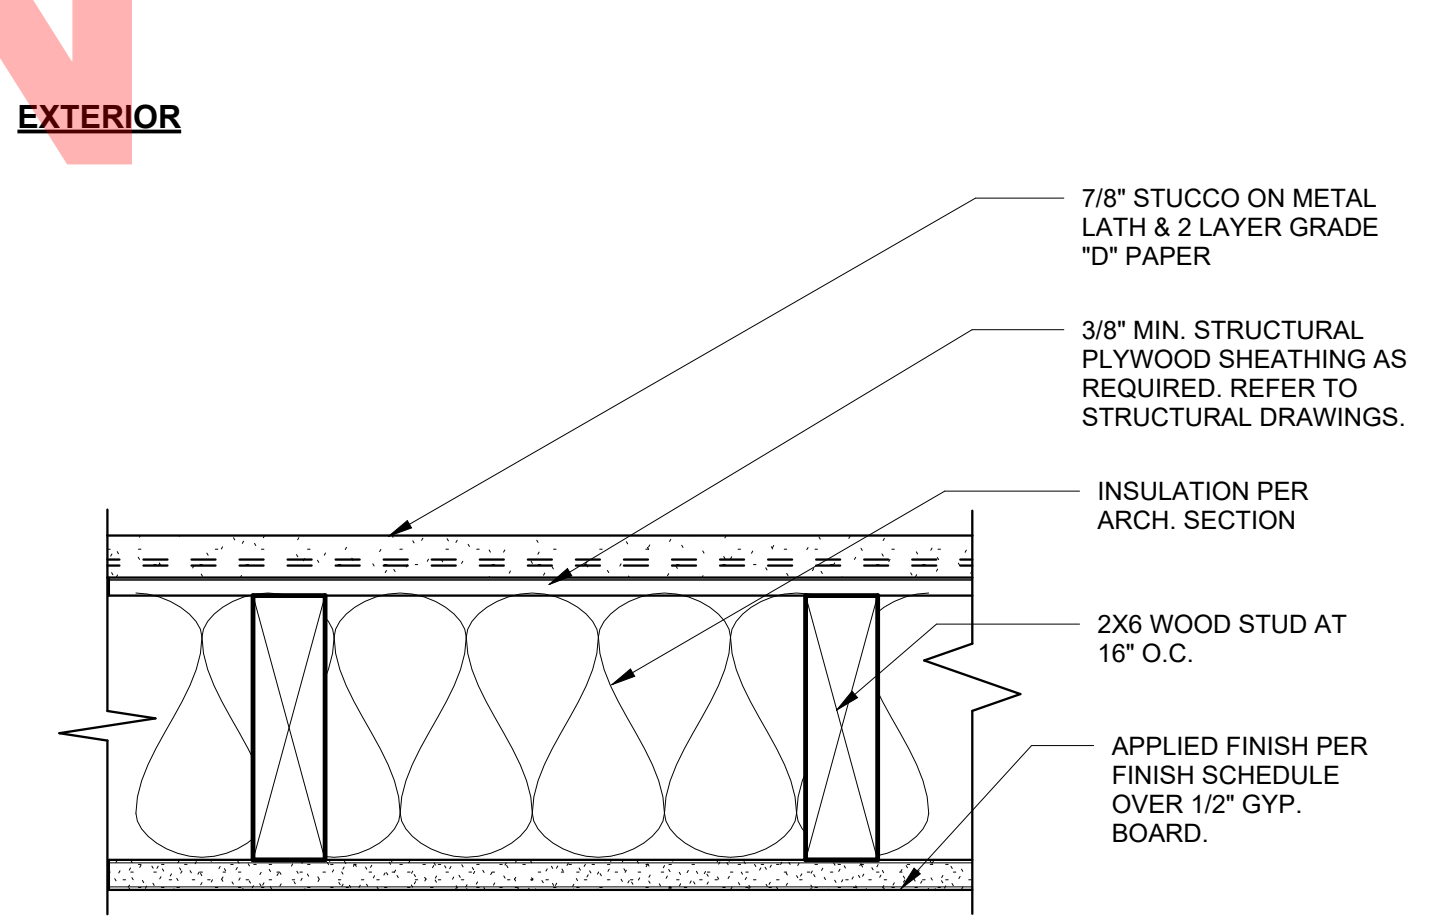 EXTERIOR
7/8" STUCCO ON METAL
LATH & 2 LAYER GRADE
"D" PAPER
3/8" MIN. STRUCTURAL
PLYWOOD SHEATHING AS
REQUIRED. REFER TO
STRUCTURAL DRAWINGS.
INSULATION PER
ARCH. SECTION
2X6 WOOD STUD AT
16" O.C.
APPLIED FINISH PER
FINISH SCHEDULE
OVER 1/2" GYP.
BOARD.